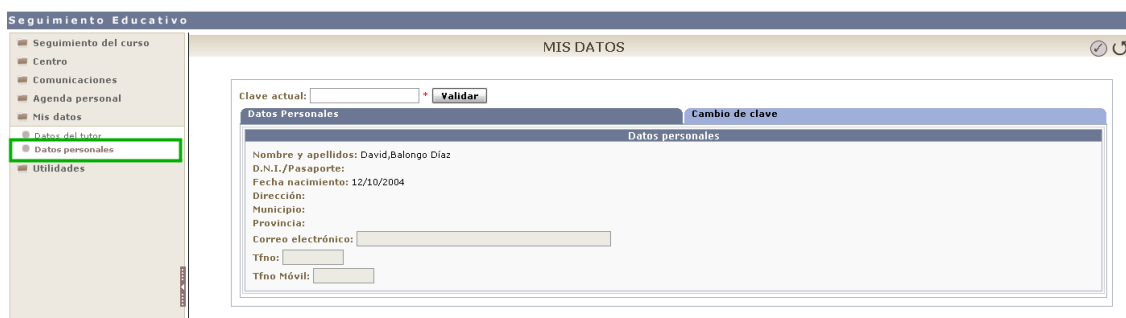 Seguimiento Educativo
Seguimiento del curso
Centro
Comunicaciones
Agenda personal
Mis datos
Datos del tutor
Datos personales
Utilidades
MIS DATOS
Clave actual: * Validar
Datos Personales
Cambio de clave
Datos personales
Nombre y apellidos: David,Balongo Díaz
D.N.I./Pasaporte:
Fecha nacimiento: 12/10/2004
Dirección:
Municipio:
Provincia:
Correo electrónico:
Tfno:
Tfno Móvil: